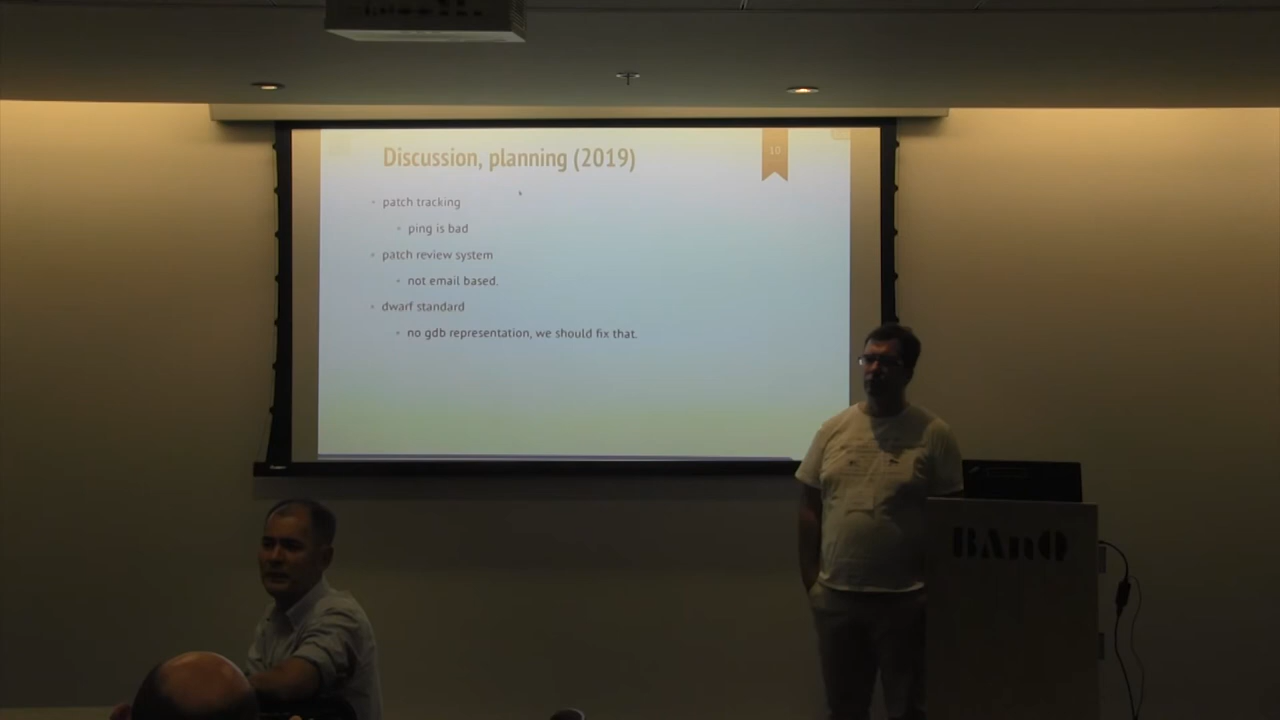 Discussion, planning (2019)
10
patch tracking
ping is bad
patch review system
not email based.
dwarf standard
no gdb representation, we should fix that.
BAnQ